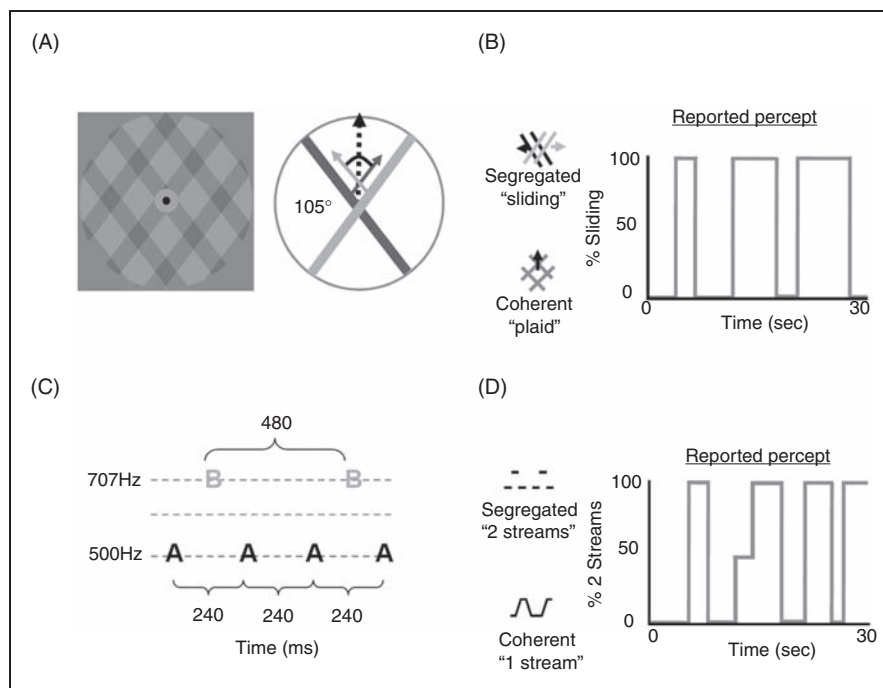 (A)
105°
(B)
Reported percept
Segregated
"sliding"
Coherent
"plaid"
% Sliding
100
50
0
0
30
Time (sec)
(C)
480
707Hz
B
B
500Hz
A
A
A
A
240
240
240
Time (ms)
(D)
Reported percept
Segregated
"2 streams"
Coherent
"1 stream"
% 2 Streams
100
50
0
0
30
Time (sec)